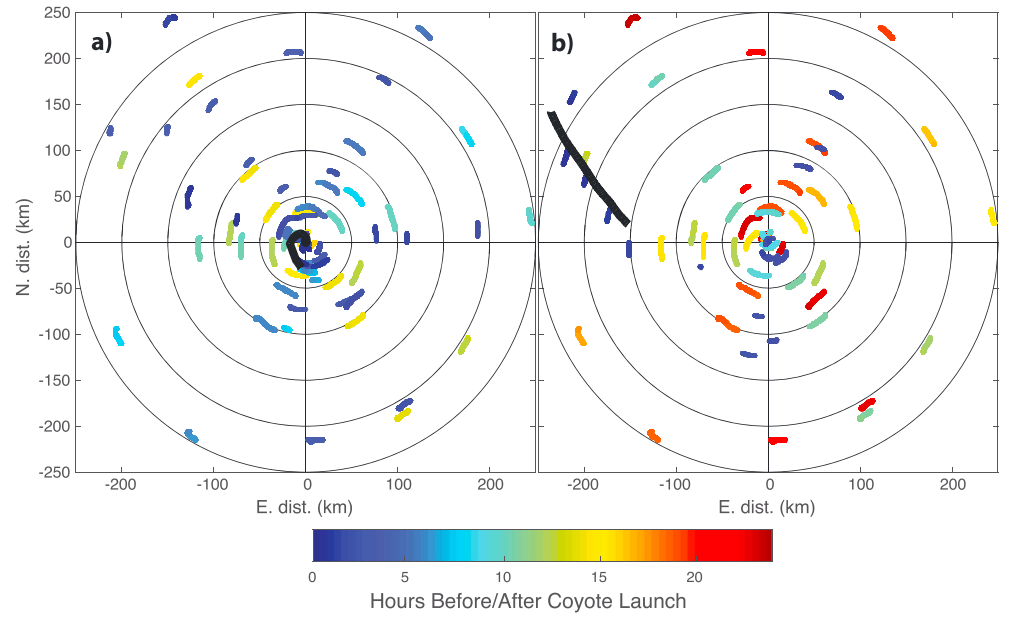 a)
b)
250
200
150
100
50
0
-50
-100
-150
-200
-250
N. dist. (km)
-200 -100 0 100 200
-200 -100 0 100 200
E. dist. (km)
E. dist. (km)
0 5 10 15 20
Hours Before/After Coyote Launch